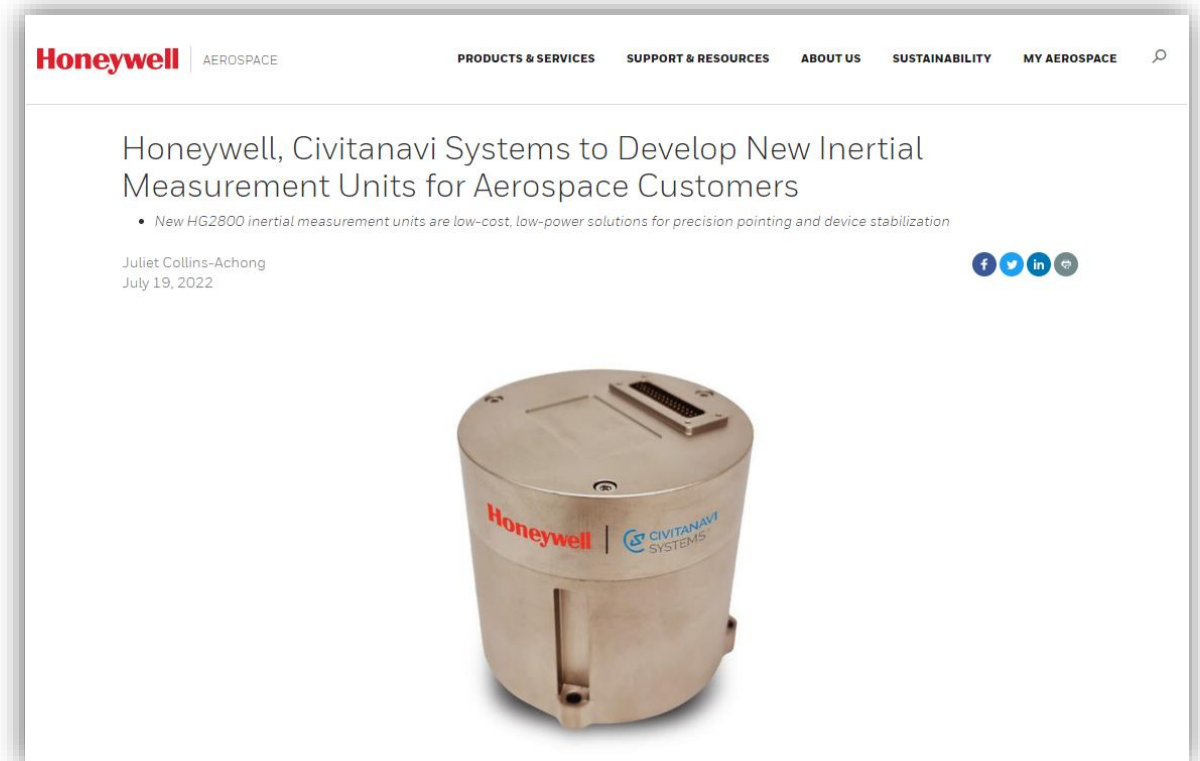 Honeywell AEROSPACE PRODUCTS & SERVICES SUPPORT & RESOURCES ABOUT US SUSTAINABILITY MY AEROSPACE
Honeywell, Civitanavi Systems to Develop New Inertial
Measurement Units for Aerospace Customers
• New HG2800 inertial measurement units are low-cost, low-power solutions for precision pointing and device stabilization
Juliet Collins-Achong
July 19, 2022
Honeywell | CIVITANAVI
SYSTEMS